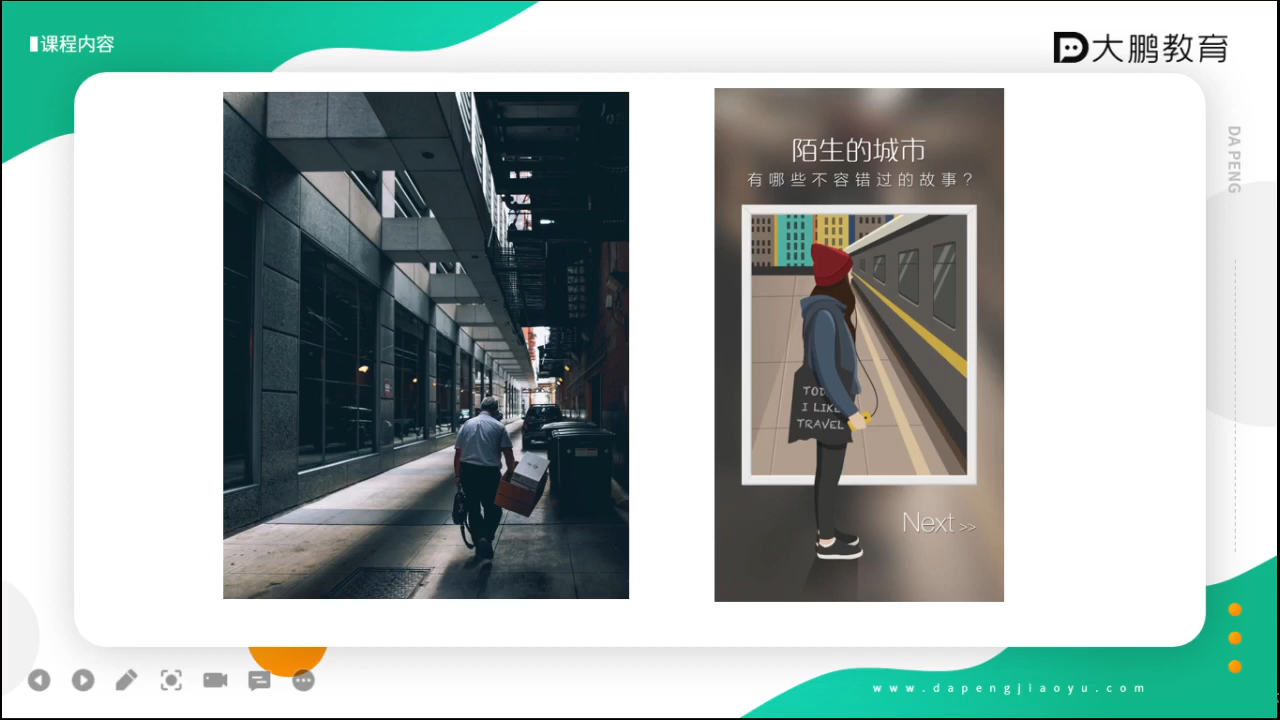 课程内容
大鹏教育
DA PENG
陌生的城市
有哪些不容错过的故事?
I LIKE
TRAVEL
Next >>
www.dapengjiaoyu.com